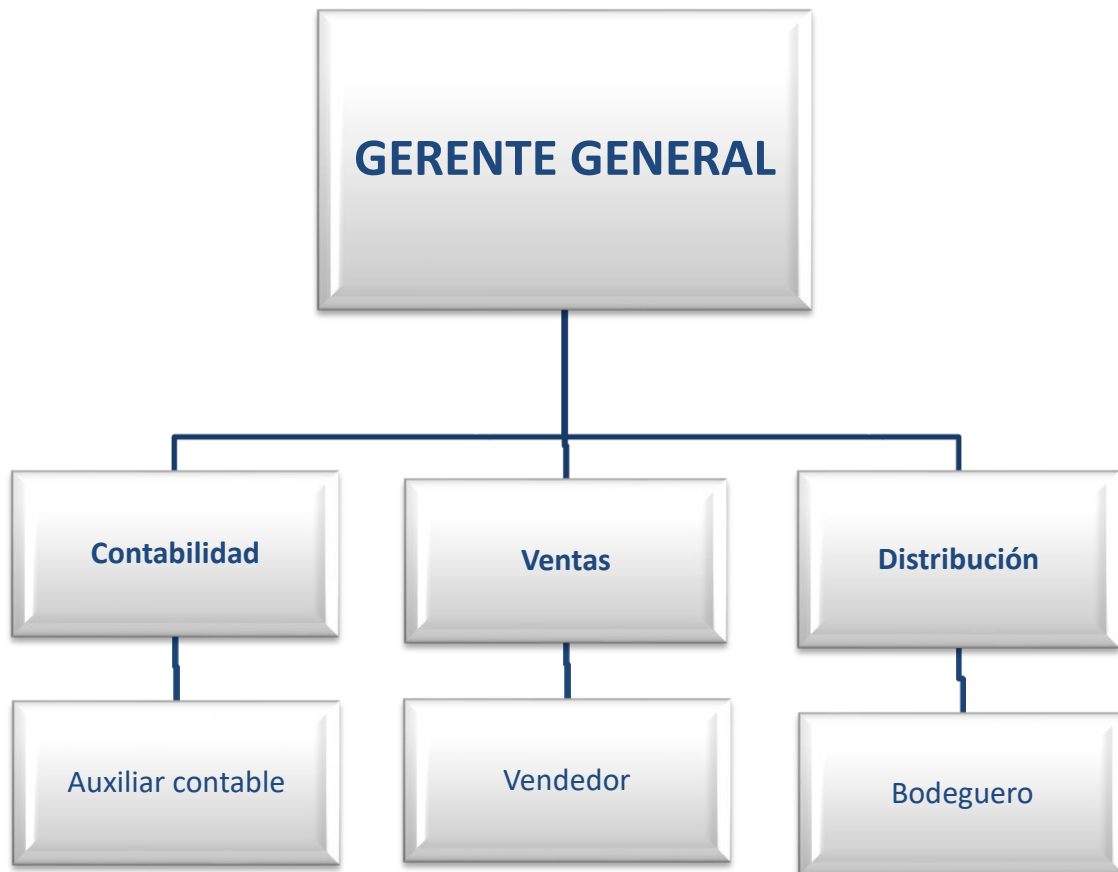 GERENTE GENERAL
Contabilidad
Ventas
Distribución
Auxiliar contable
Vendedor
Bodeguero